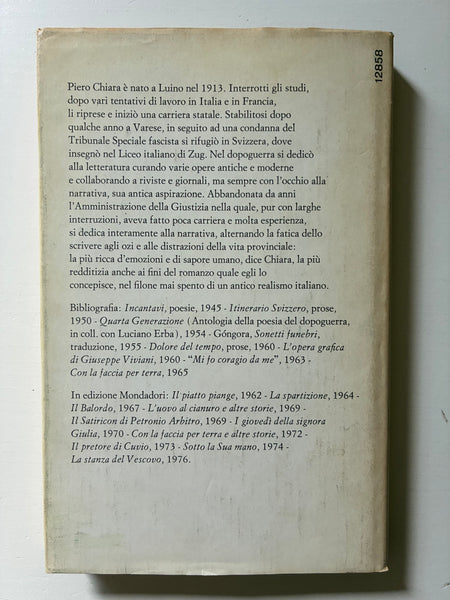 12858
Piero Chiara è nato a Luino nel 1913. Interrotti gli studi,
dopo vari tentativi di lavoro in Italia e in Francia,
li riprese e iniziò una carriera statale. Stabilitosi dopo
qualche anno a Varese, in seguito ad una condanna del
Tribunale Speciale fascista si rifugiò in Svizzera, dove
insegnò nel Liceo italiano di Zug. Nel dopoguerra si dedicò
alla letteratura curando varie opere antiche e moderne
e collaborando a riviste e giornali, ma sempre con l'occhio alla
narrativa, sua antica aspirazione. Abbandonata da anni
l'Amministrazione della Giustizia nella quale, pur con larghe
interruzioni, aveva fatto poca carriera e molta esperienza,
si dedica interamente alla narrativa, alternando la fatica dello
scrivere agli ozi e alle distrazioni della vita provinciale:
la più ricca d'emozioni e di sapore umano, dice Chiara, la più
redditizia anche ai fini del romanzo quale egli lo
concepisce, nel filone mai spento di un antico realismo italiano.
Bibliografia: Incantavi, poesie, 1945 - Itinerario Svizzero, prose,
1950 - Quarta Generazione (Antologia della poesia del dopoguerra,
in coll. con Luciano Erba), 1954 - Góngora, Sonetti funebri,
traduzione, 1955 - Dolore del tempo, prose, 1960 - L'opera grafica
di Giuseppe Viviani, 1960 - "Mi fo coragio da me", 1963 -
Con la faccia per terra, 1965
In edizione Mondadori: Il piatto piange, 1962 - La spartizione, 1964 -
Il Balordo, 1967 - L'uovo al cianuro e altre storie, 1969 -
Il Satiricon di Petronio Arbitro, 1969 - I giovedì della signora
Giulia, 1970 - Con la faccia per terra e altre storie, 1972 -
Il pretore di Cuvio, 1973 - Sotto la Sua mano, 1974 -
La stanza del Vescovo, 1976.